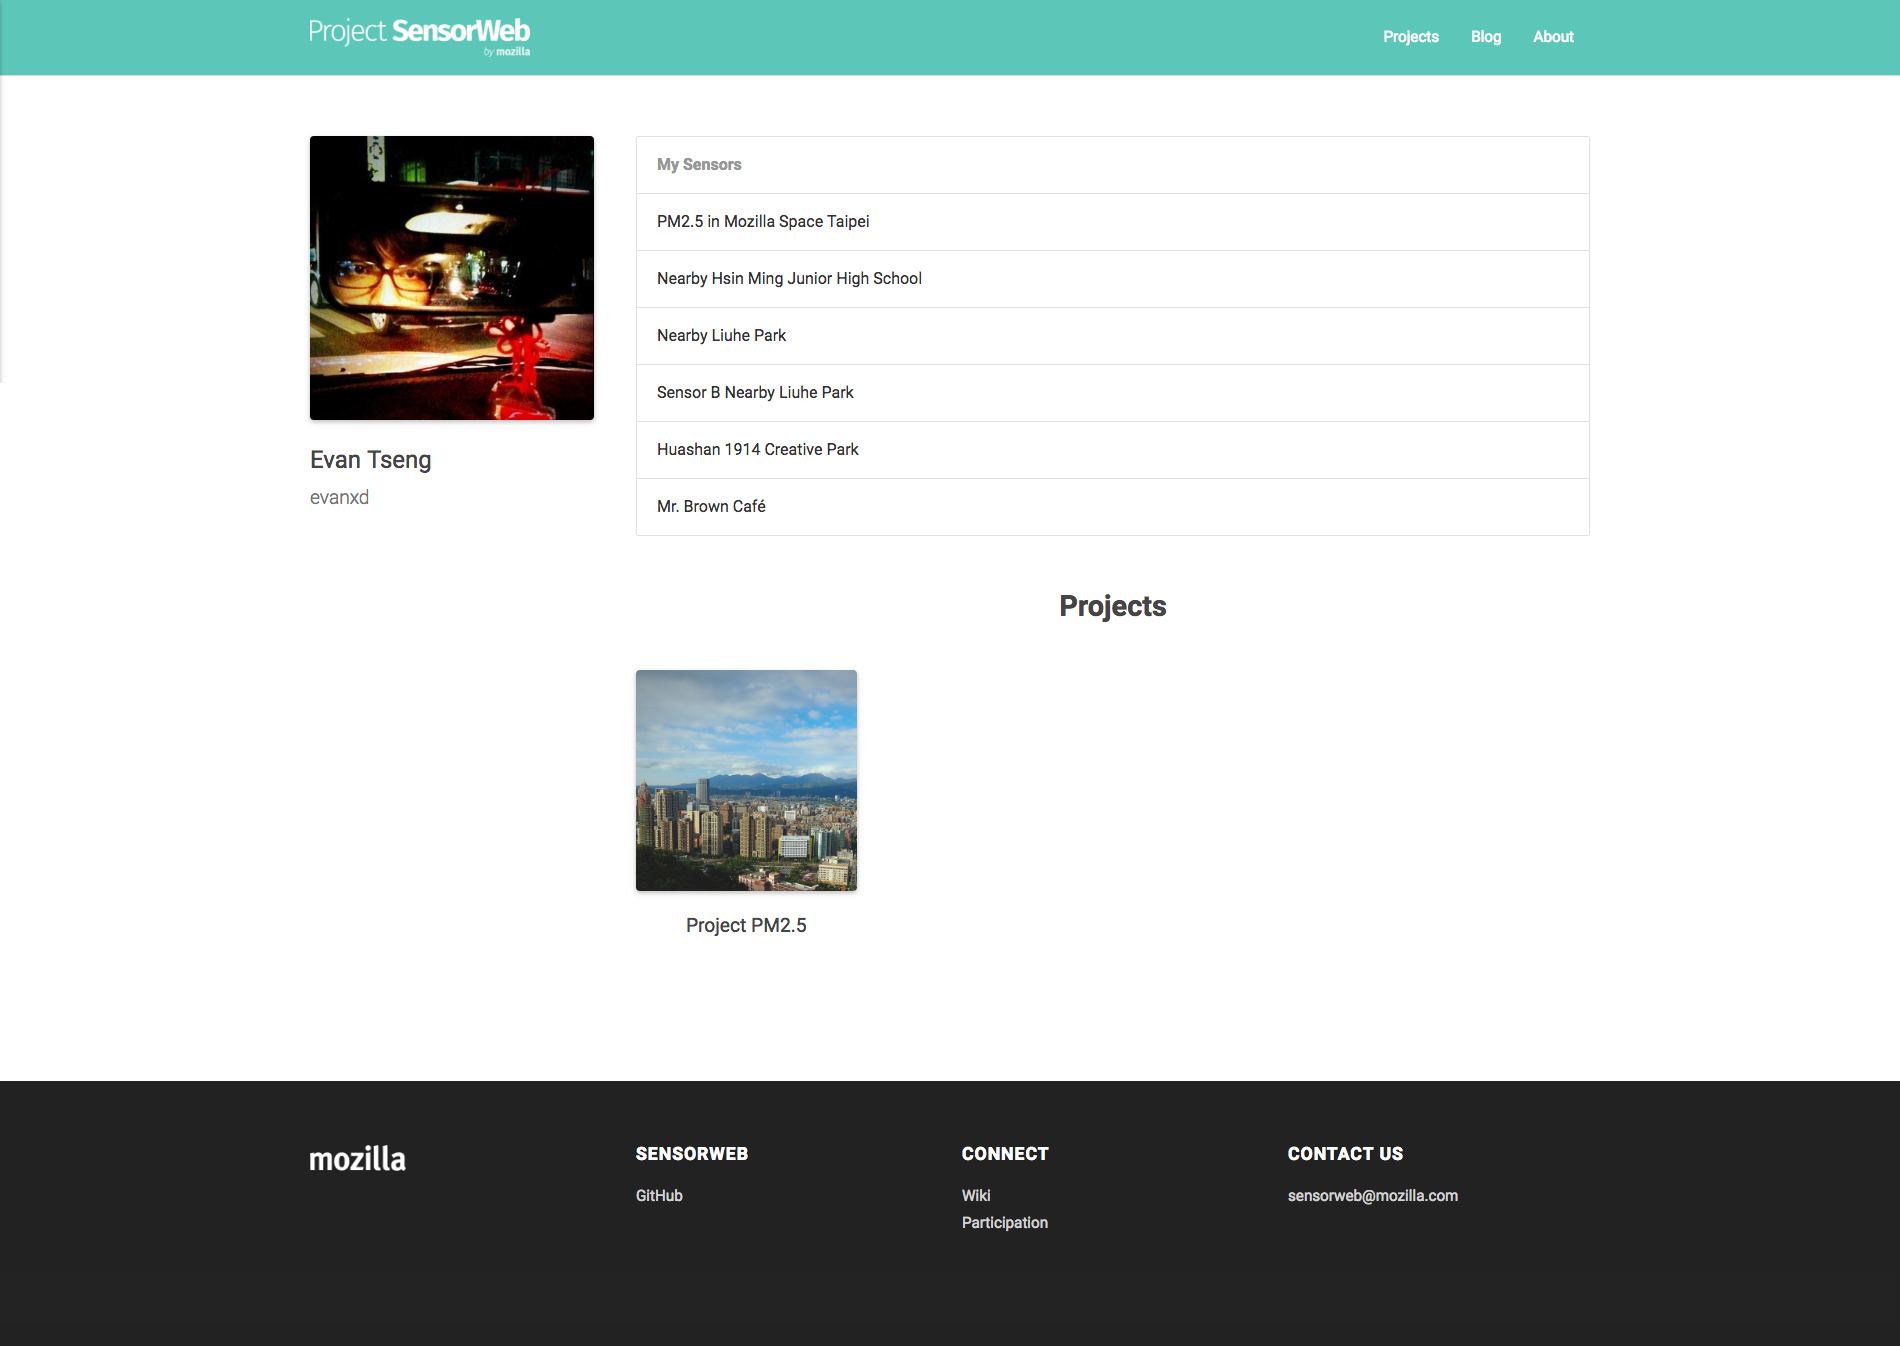 Project SensorWeb
by mozilla
Projects
Blog
About
My Sensors
PM2.5 in Mozilla Space Taipei
Nearby Hsin Ming Junior High School
Nearby Liuhe Park
Sensor B Nearby Liuhe Park
Huashan 1914 Creative Park
Mr. Brown Café
Evan Tseng
evanxd
Projects
Project PM2.5
mozilla
SENSORWEB
GitHub
CONNECT
Wiki
Participation
CONTACT US
sensorweb@mozilla.com